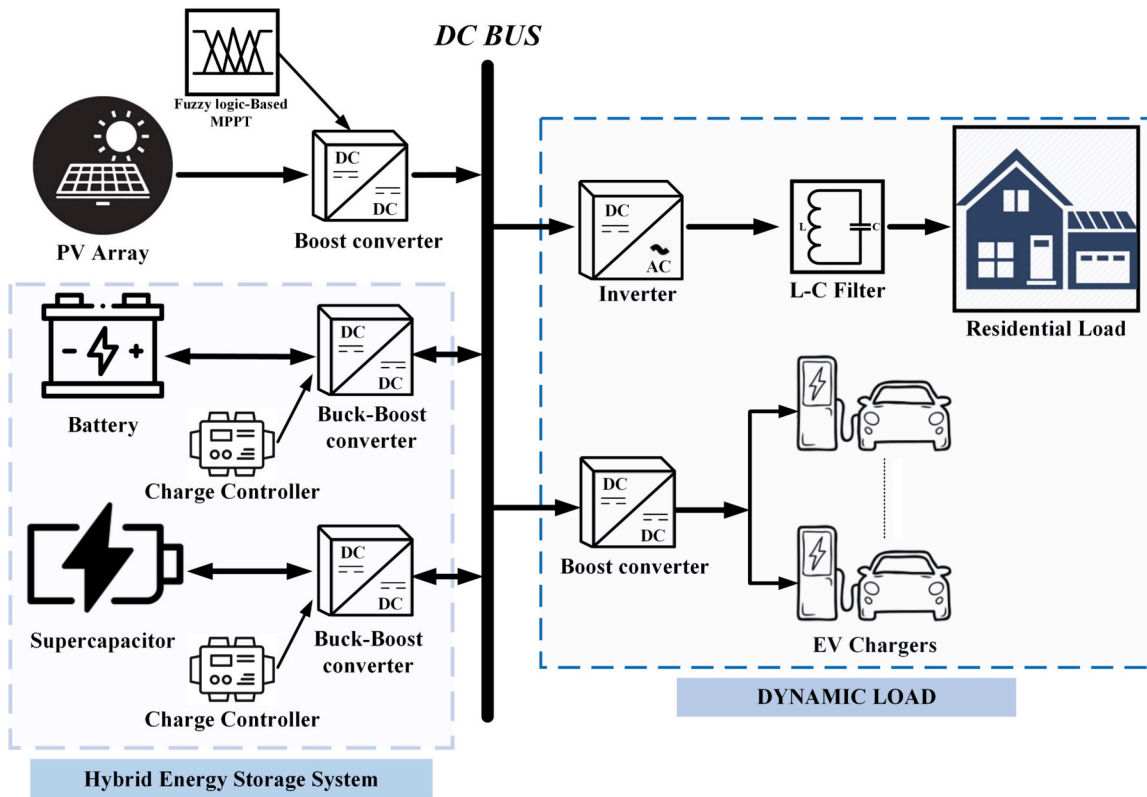 DC BUS
Fuzzy logic-Based
MPPT
DC
DC
PV Array
Boost converter
Battery
DC
DC
Buck-Boost
converter
Charge Controller
Supercapacitor
DC
DC
Buck-Boost
converter
Charge Controller
Hybrid Energy Storage System
DC
AC
Inverter
L
C
L-C Filter
Residential Load
DC
DC
Boost converter
EV Chargers
DYNAMIC LOAD